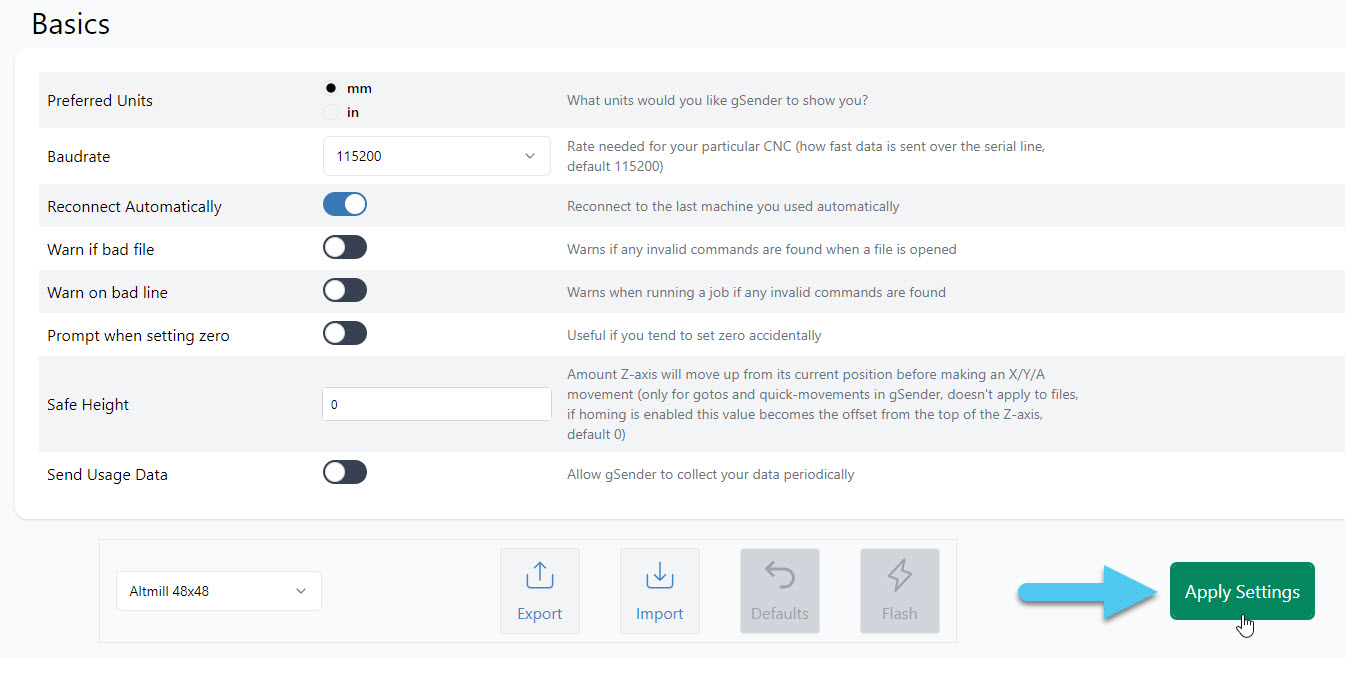 Basics
Preferred Units
mm
in
What units would you like gSender to show you?
Baudrate
115200
Rate needed for your particular CNC (how fast data is sent over the serial line,
default 115200)
Reconnect Automatically
Reconnect to the last machine you used automatically
Warn if bad file
Warns if any invalid commands are found when a file is opened
Warn on bad line
Warns when running a job if any invalid commands are found
Prompt when setting zero
Useful if you tend to set zero accidentally
Safe Height
0
Amount Z-axis will move up from its current position before making an X/Y/A
movement (only for gotos and quick-movements in gSender, doesn't apply to files,
if homing is enabled this value becomes the offset from the top of the Z-axis,
default 0)
Send Usage Data
Allow gSender to collect your data periodically
Altmill 48x48
Export
Import
Defaults
Flash
Apply Settings